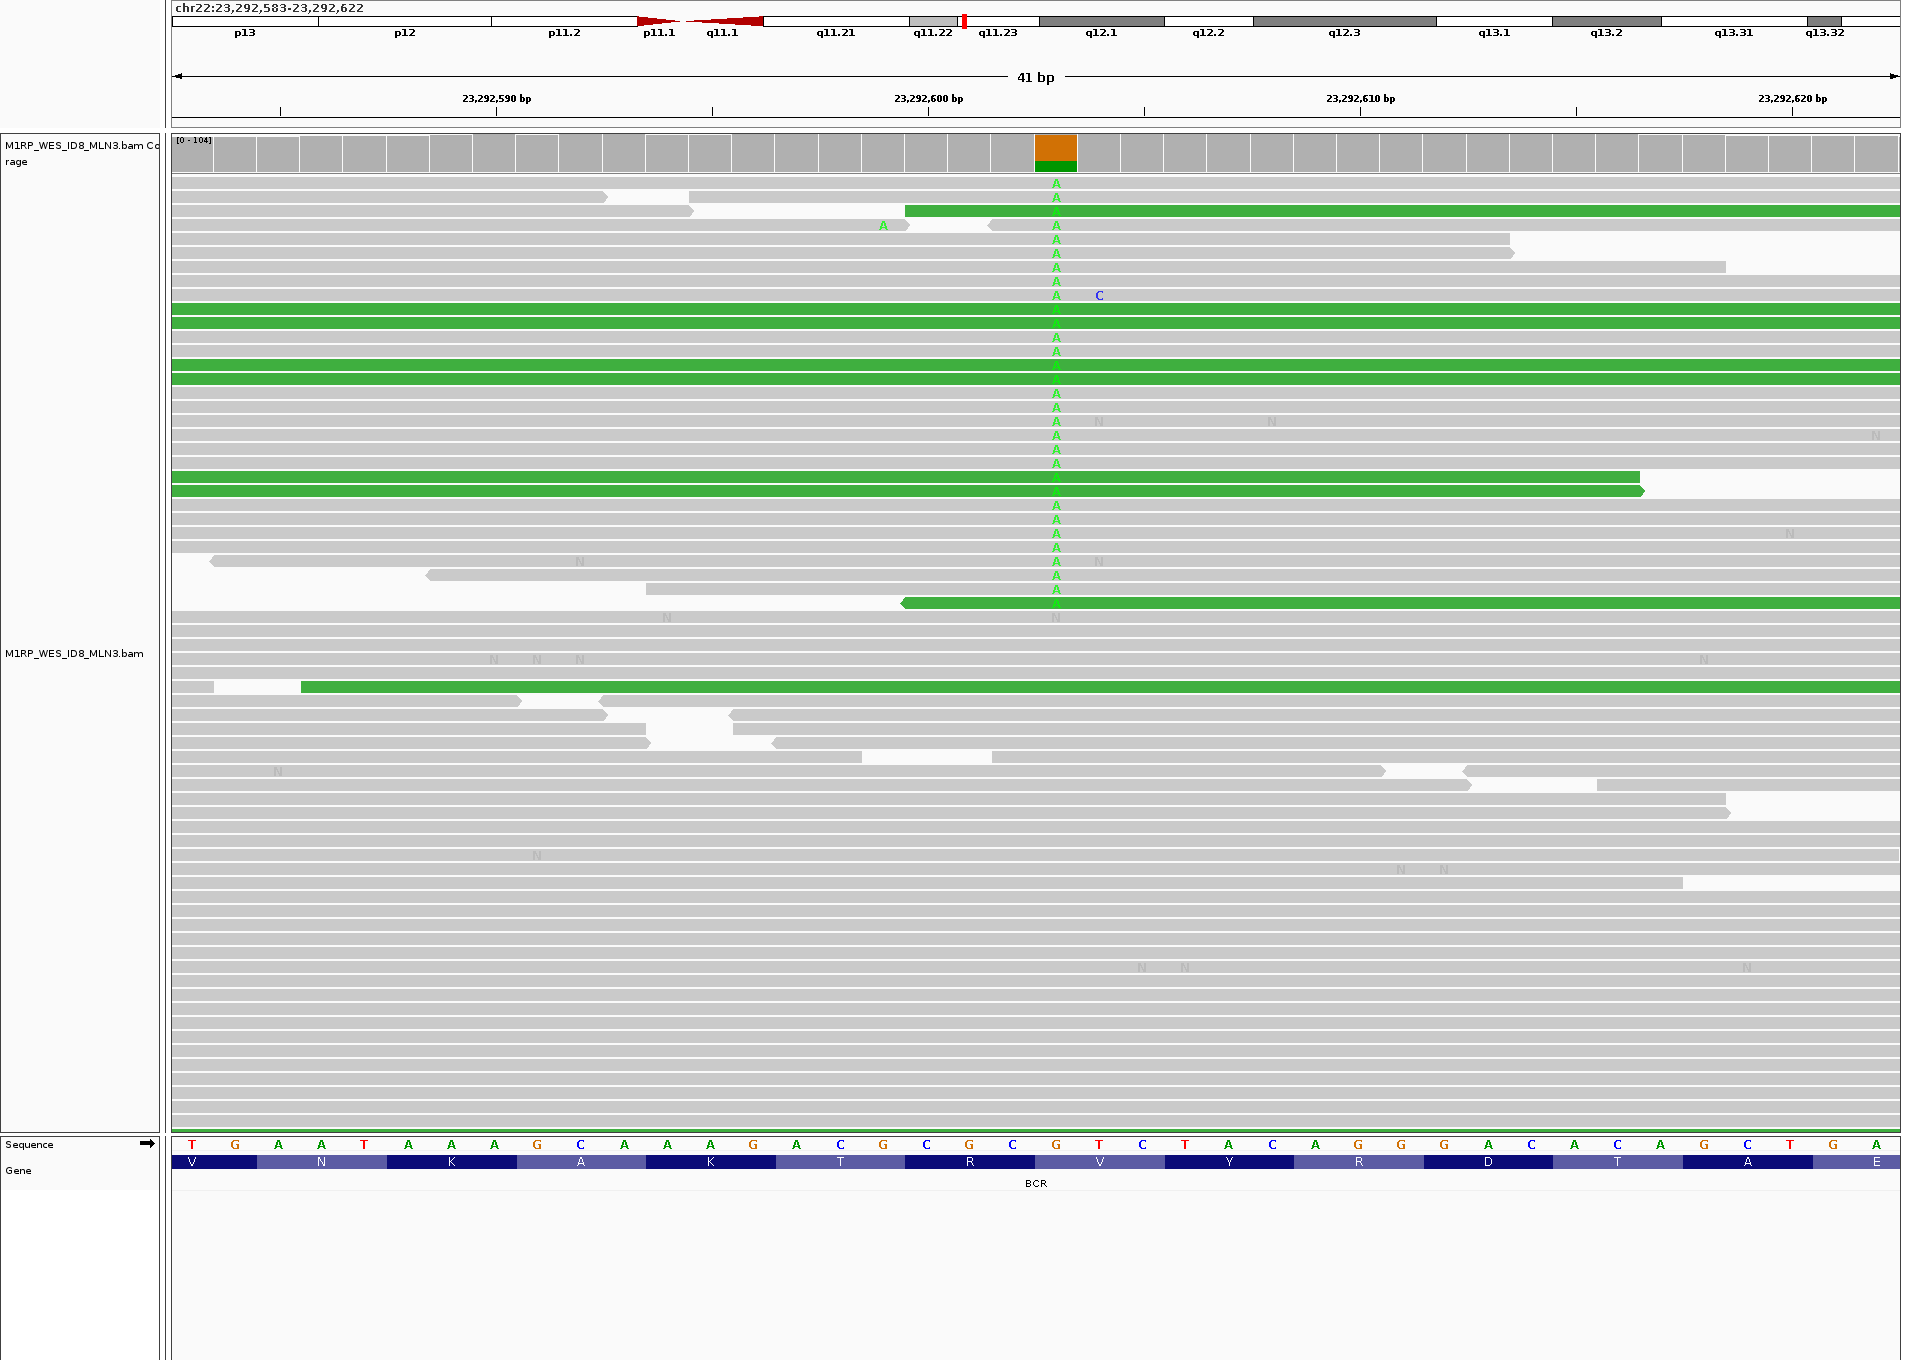 chr22:23,292,583-23,292,622
p13 p12 p11.2 p11.1 q11.1 q11.21 q11.22 q11.23 q12.1 q12.2 q12.3 q13.1 q13.2 q13.31 q13.32
41 bp
23,292,590 bp 23,292,600 bp 23,292,610 bp 23,292,620 bp
M1RP_WES_ID8_MLN3.bam Co
rage
[0 - 104]
A
A
A
A A
A
A
A
A
A C
A
A
A
A
A
A
A
A
A N N
A N
A
A
A
A
A
A
A N
A
N A N
A
A
A
N N
M1RP_WES_ID8_MLN3.bam
N N N N
N
N
N N
N N N
Sequence T G A A T A A A G C A A A G A C G C G C G T C T A C A G G G A C A C A G C T G A
Gene V N K A K T R V Y R D T A E
BCR